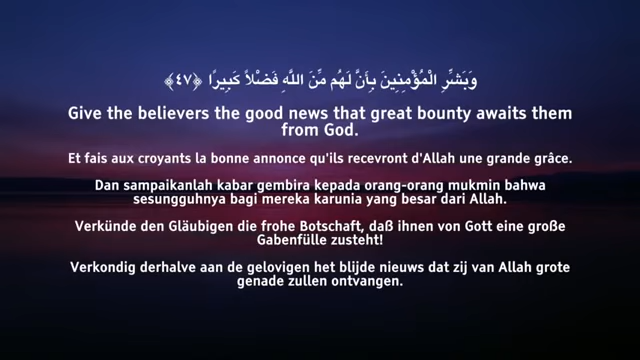 وَبَشِّرِ الْمُؤْمِنِينَ بِأَنَّ لَهُم مِّنَ اللَّهِ فَضْلاً كَبِيرًا ﴿٤٧﴾
Give the believers the good news that great bounty awaits them
from God.
Et fais aux croyants la bonne annonce qu'ils recevront d'Allah une grande grâce.
Dan sampaikanlah kabar gembira kepada orang-orang mukmin bahwa
sesungguhnya bagi mereka karunia yang besar dari Allah.
Verkünde den Gläubigen die frohe Botschaft, daß ihnen von Gott eine große
Gabenfülle zusteht!
Verkondig derhalve aan de gelovigen het blijde nieuws dat zij van Allah grote
genade zullen ontvangen.